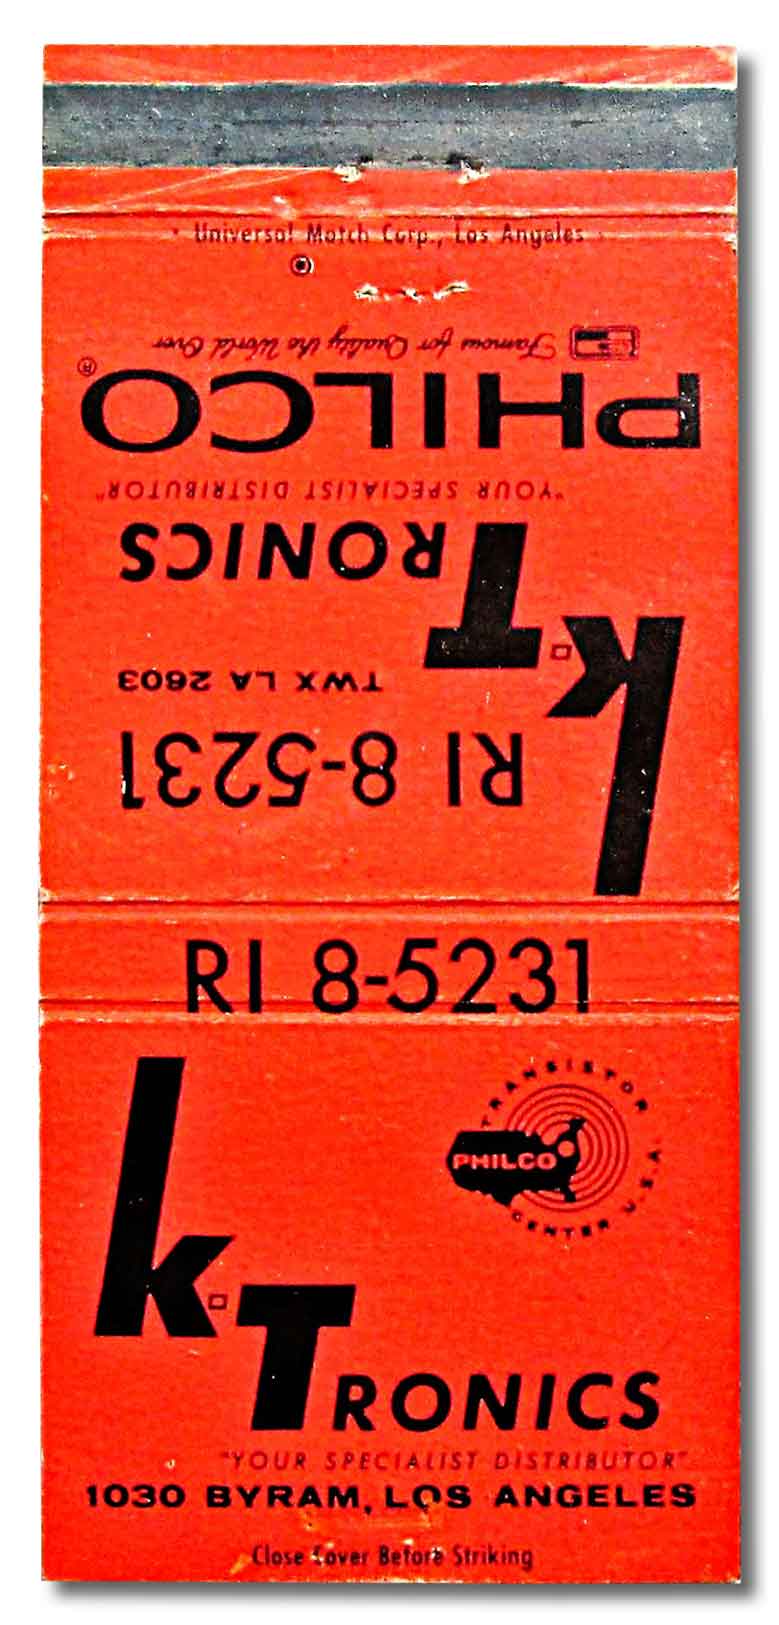 Universal Match Corp., Los Angeles
Famous for Quality the World Over
PHILCO®
"YOUR SPECIALIST DISTRIBUTOR"
k-TRONICS
TWX LA 2603
RI 8-5231
RI 8-5231
TRANSISTOR
PHILCO
CENTER U.S.A.
k-TRONICS
"YOUR SPECIALIST DISTRIBUTOR"
1030 BYRAM, LOS ANGELES
Close Cover Before Striking